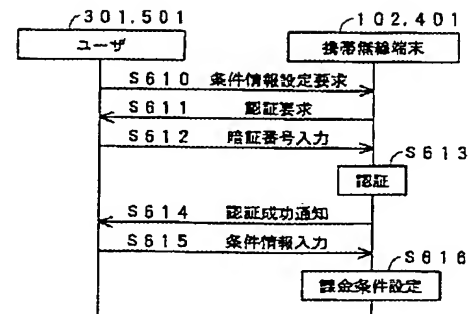 301,501
102,401
ユーザ
携帯無線端末
S610 条件情報設定要求
S611 認証要求
S612 暗証番号入力
S613
認証
S614 認証成功通知
S615 条件情報入力
S616
課金条件設定